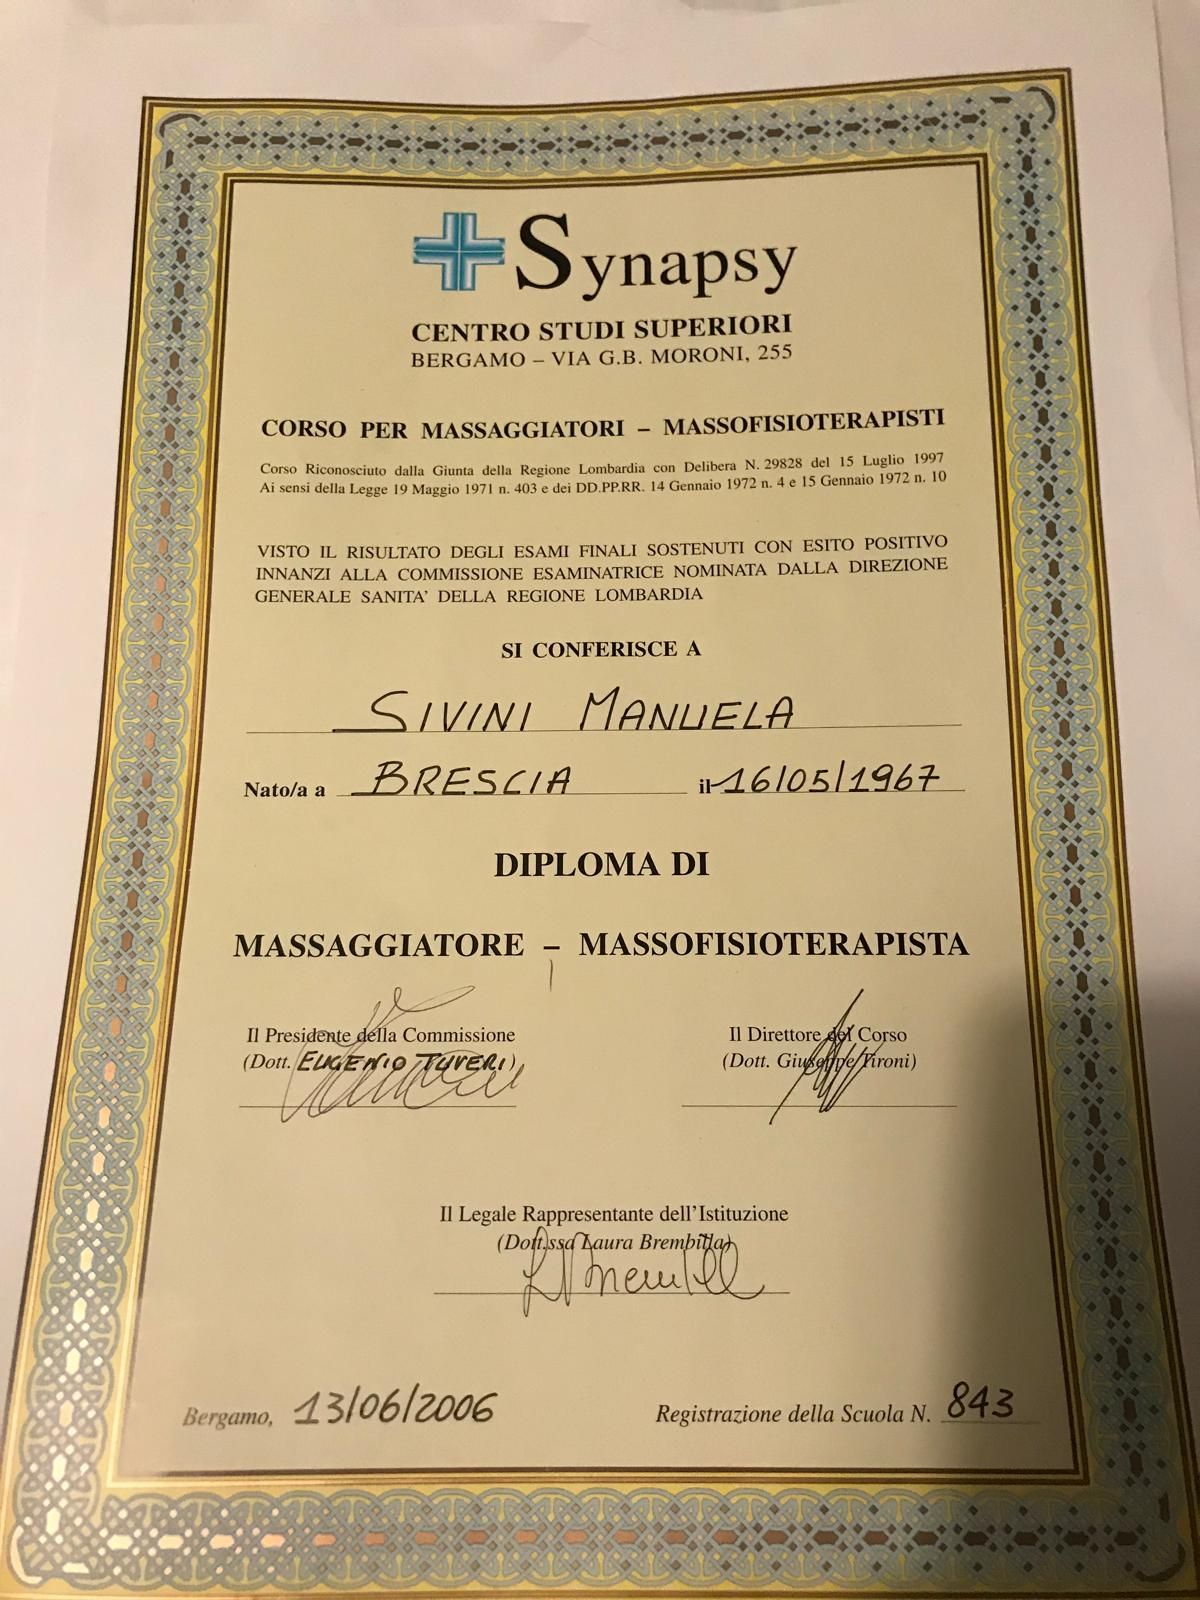 Synapsy
CENTRO STUDI SUPERIORI
BERGAMO – VIA G.B. MORONI, 255
CORSO PER MASSAGGIATORI – MASSOFISIOTERAPISTI
Corso Riconosciuto dalla Giunta della Regione Lombardia con Delibera N. 29828 del 15 Luglio 1997
Ai sensi della Legge 19 Maggio 1971 n. 403 e dei DD.PP.RR. 14 Gennaio 1972 n. 4 e 15 Gennaio 1972 n. 10
VISTO IL RISULTATO DEGLI ESAMI FINALI SOSTENUTI CON ESITO POSITIVO
INNANZI ALLA COMMISSIONE ESAMINATRICE NOMINATA DALLA DIREZIONE
GENERALE SANITA' DELLA REGIONE LOMBARDIA
SI CONFERISCE A
SIVINI MANUELA
Nato/a a BRESCIA il 16/05/1967
DIPLOMA DI
MASSAGGIATORE – MASSOFISIOTERAPISTA
Il Presidente della Commissione
(Dott. EUGENIO TUVERI)
Il Direttore del Corso
(Dott. Giuseppe Tironi)
Il Legale Rappresentante dell'Istituzione
(Dott.ssa Laura Brembilla)
Bergamo, 13/06/2006
Registrazione della Scuola N. 843